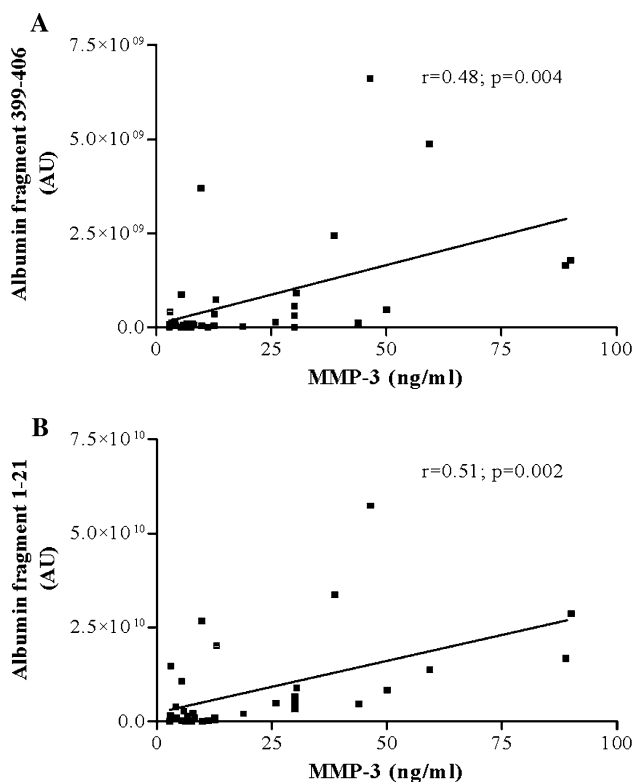 A
Albumin fragment 399-406
(AU)
7.5×10 09
5.0×10 09
2.5×10 09
0.0
r=0.48; p=0.004
0
25
50
75
100
MMP-3 (ng/ml)
B
Albumin fragment 1-21
(AU)
7.5×10 10
5.0×10 10
2.5×10 10
0.0
r=0.51; p=0.002
0
25
50
75
100
MMP-3 (ng/ml)